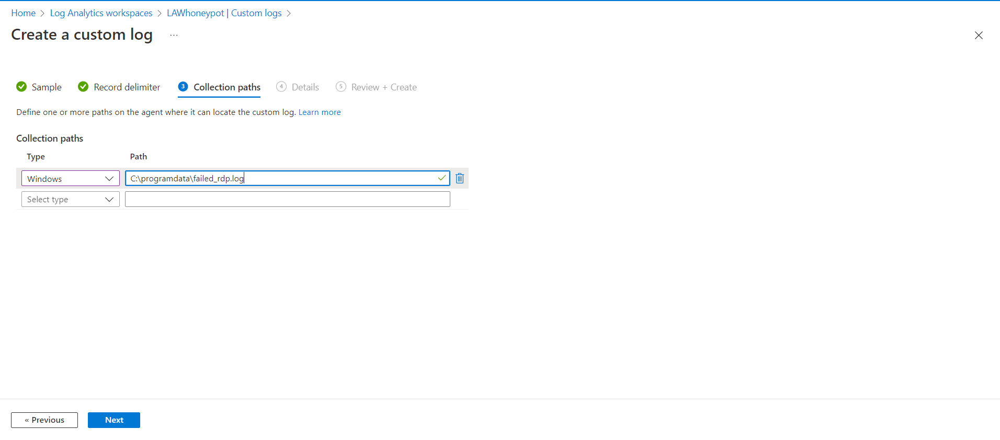 Home > Log Analytics workspaces > LAWhoneypot | Custom logs >
Create a custom log ...
Sample Record delimiter 3 Collection paths 4 Details 5 Review + Create
Define one or more paths on the agent where it can locate the custom log. Learn more
Collection paths
Type Path
Windows C:\programdata\failed_rdp.log
Select type
« Previous Next